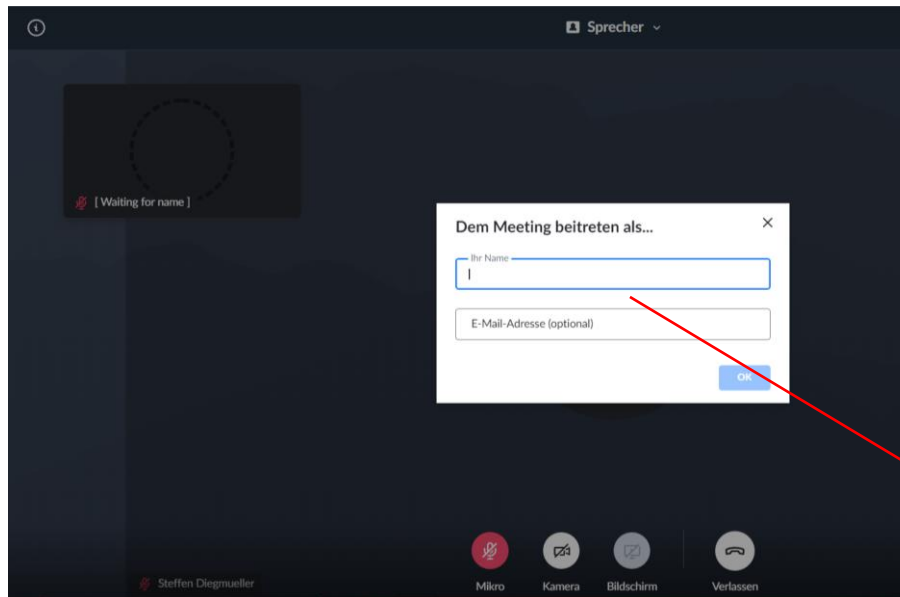 Sprecher
[ Waiting for name ]
Dem Meeting beitreten als...
Ihr Name
E-Mail-Adresse (optional)
OK
Steffen Diegmueller
Mikro Kamera Bildschirm Verlassen